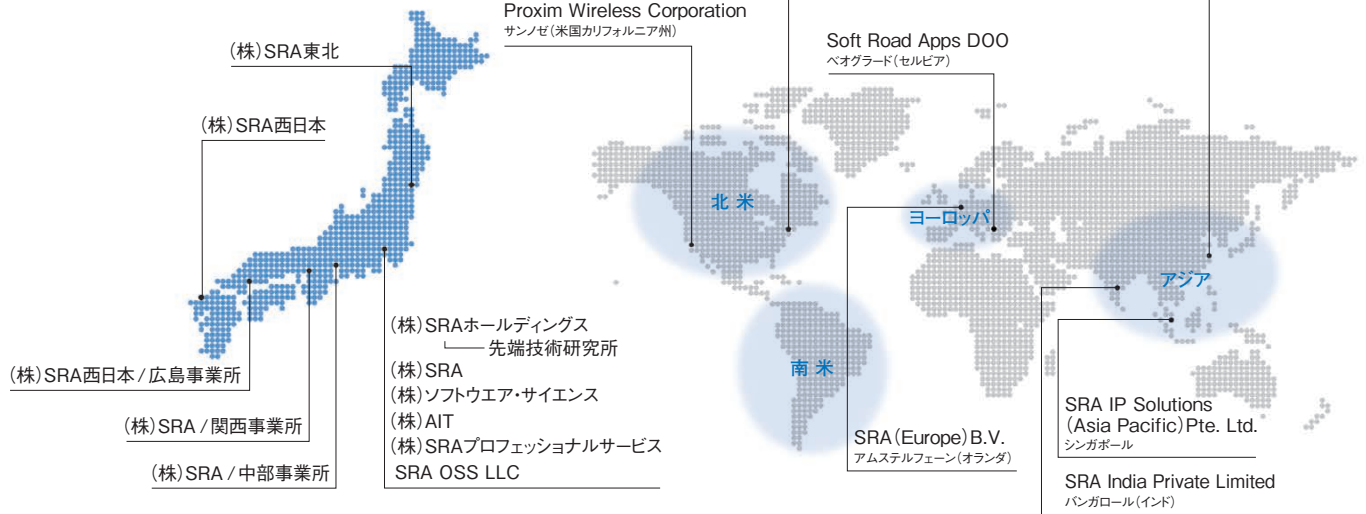 Proxim Wireless Corporation
サンノゼ(米国カリフォルニア州)
Soft Road Apps DOO
ベオグラード(セルビア)
(株)SRA東北
(株)SRA西日本
北米
ヨーロッパ
アジア
南米
(株)SRAホールディングス
先端技術研究所
(株)SRA
(株)ソフトウエア・サイエンス
(株)AIT
(株)SRAプロフェッショナルサービス
SRA OSS LLC
(株)SRA西日本/広島事業所
(株)SRA/関西事業所
(株)SRA/中部事業所
SRA(Europe)B.V.
アムステルフェーン(オランダ)
SRA IP Solutions
(Asia Pacific)Pte. Ltd.
シンガポール
SRA India Private Limited
バンガロール(インド)